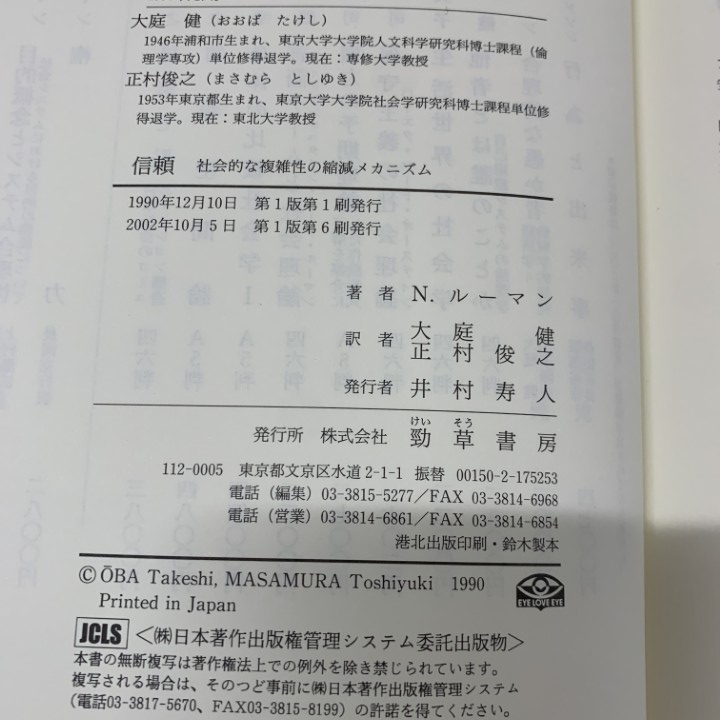 大庭 健(おおば たけし)
1946年浦和市生まれ、東京大学大学院人文科学研究科博士課程(倫
理学専攻)単位修得退学。現在:専修大学教授
正村俊之(まさむら としゆき)
1953年東京都生まれ、東京大学大学院社会学研究科博士課程単位修
得退学。現在:東北大学教授
信頼 社会的な複雑性の縮減メカニズム
1990年12月10日 第1版第1刷発行
2002年10月5日 第1版第6刷発行
著者 N.ルーマン
訳者 大庭健
正村俊之
発行者 井村寿人
発行所 株式会社 勁草書房
けい そう
112-0005 東京都文京区水道2-1-1 振替 00150-2-175253
電話(編集)03-3815-5277/FAX 03-3814-6968
電話(営業)03-3814-6861/FAX 03-3814-6854
港北出版印刷・鈴木製本
©ŌBA Takeshi, MASAMURA Toshiyuki 1990
Printed in Japan
EYE LOVE EYE
JCLS <㈱日本著作出版権管理システム委託出版物>
本書の無断複写は著作権法上での例外を除き禁じられています。
複写される場合は、そのつど事前に㈱日本著作出版権管理システム
(電話03-3817-5670、FAX03-3815-8199)の許諾を得てください。